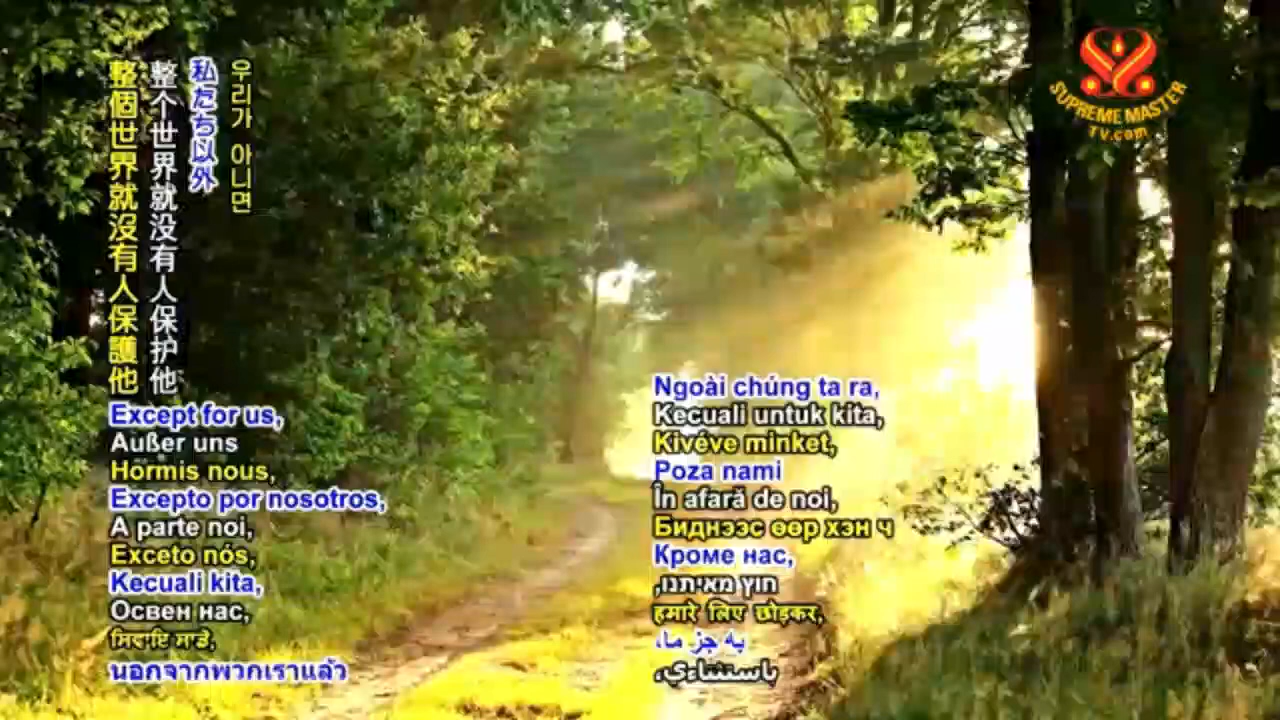 整個世界就沒有人保護他
整个世界就没有人保护他
私たち以外
우리가 아니면
Except for us,
Außer uns
Hormis nous,
Excepto por nosotros,
A parte noi,
Exceto nós,
Kecuali kita,
Освен нас,
ਸਿਵਾਇ ਸਾਡੇ,
นอกจากพวกเราแล้ว
Ngoài chúng ta ra,
Kecuali untuk kita,
Kivéve minket,
Poza nami
În afară de noi,
Биднээс өөр хэн ч
Кроме нас,
חוץ מאיתנו,
हमारे लिए छोड़कर,
به جز ما،
باستثناءي،
SUPREME MASTER
TV.com